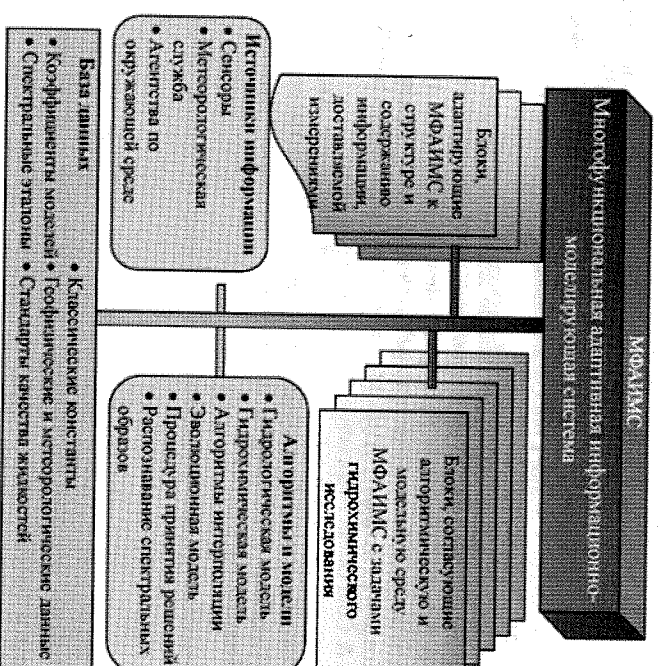 МФАИМС
Многофункциональная адаптивная информационно-
моделирующая система
Блоки,
адаптирующие
МФАИМС к
структуре и
содержанию
информации,
доставляемой
измерениями
Блоки, согласующие
алгоритмическую и
модельную среду
МФАИМС с задачами
гидрохимического
исследования
Источники информации
• Сенсоры
• Метеорологическая
служба
• Агентства по
окружающей среде
Алгоритмы и модели
• Гидрологическая модель
• Гидрохимическая модель
• Алгоритмы интерполяции
• Эволюционная модель
• Процедура принятия решений
• Распознавание спектральных
образов
База данных
• Классические константы
• Коэффициенты моделей • Геофизические и метеорологические данные
• Спектральные эталоны • Стандарты качества жидкостей